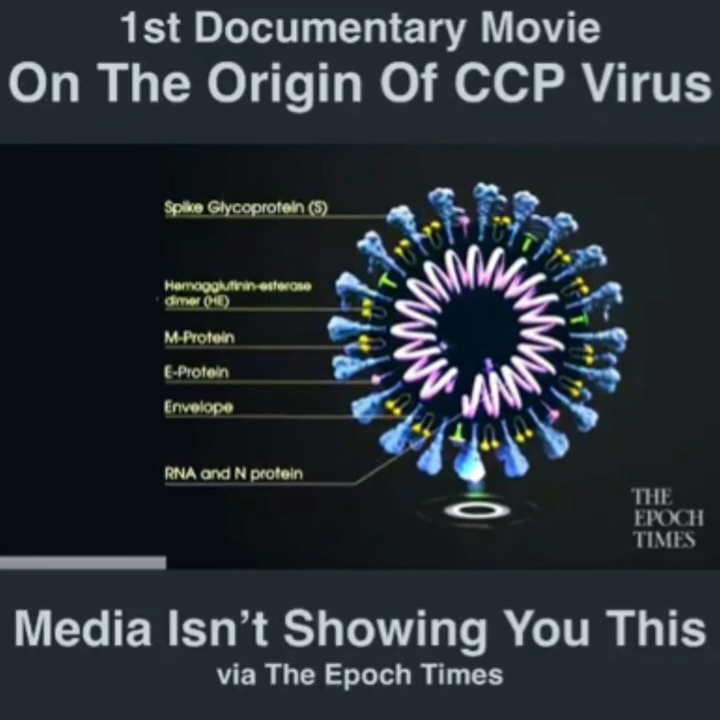 1st Documentary Movie
On The Origin Of CCP Virus
Spike Glycoprotein (S)
Hemagglutinin-esterase
dimer (HE)
M-Protein
E-Protein
Envelope
RNA and N protein
THE
EPOCH
TIMES
Media Isn't Showing You This
via The Epoch Times